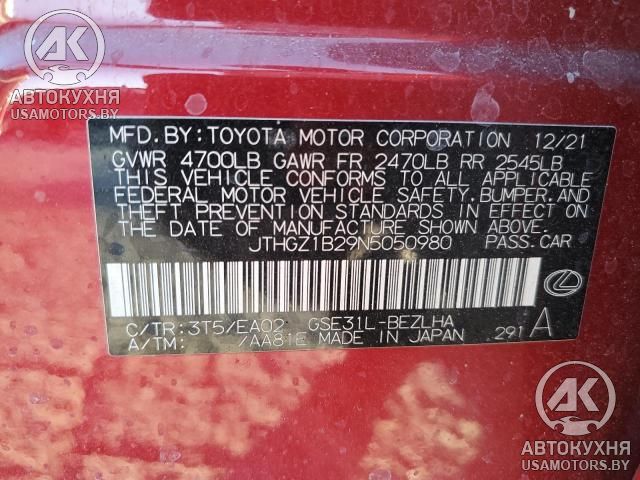 АК
АВТОКУХНЯ
USAMOTORS.BY
MFD.BY:TOYOTA MOTOR CORPORATION 12/21
GVWR 4700LB GAWR FR 2470LB RR 2545LB
THIS VEHICLE CONFORMS TO ALL APPLICABLE
FEDERAL MOTOR VEHICLE SAFETY,BUMPER,AND
THEFT PREVENTION STANDARDS IN EFFECT ON
THE DATE OF MANUFACTURE SHOWN ABOVE.
JTHGZ1B29N5050980 PASS.CAR
C/TR:3T5/EA02 GSE31L-BEZLHA
A/TM: /AA81E MADE IN JAPAN 291 A
АК
АВТОКУХНЯ
USAMOTORS.BY